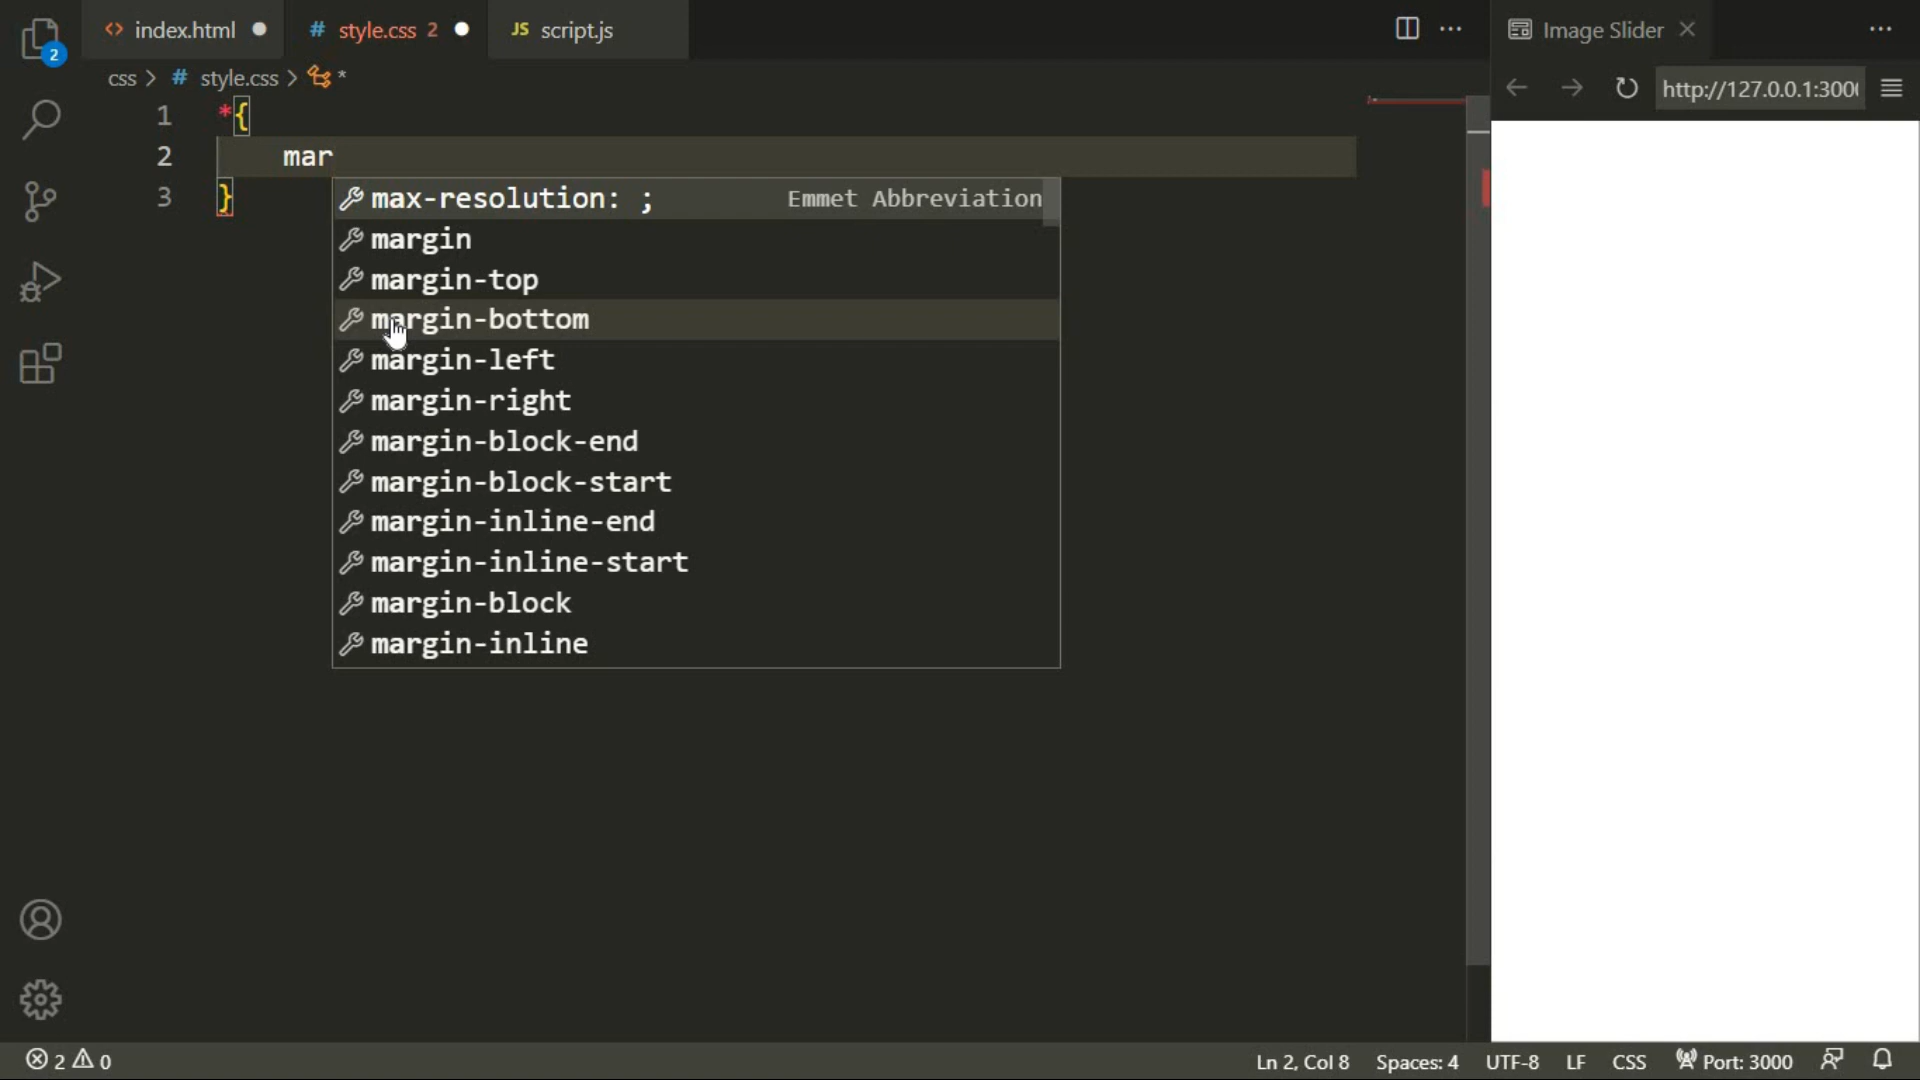 2
index.html
# style.css 2
JS script.js
Image Slider
css > # style.css > *
http://127.0.0.1:300
1 *{
2 mar
3 }
max-resolution: ; Emmet Abbreviation
margin
margin-top
margin-bottom
margin-left
margin-right
margin-block-end
margin-block-start
margin-inline-end
margin-inline-start
margin-block
margin-inline
2 0
Ln 2, Col 8 Spaces: 4 UTF-8 LF CSS Port: 3000